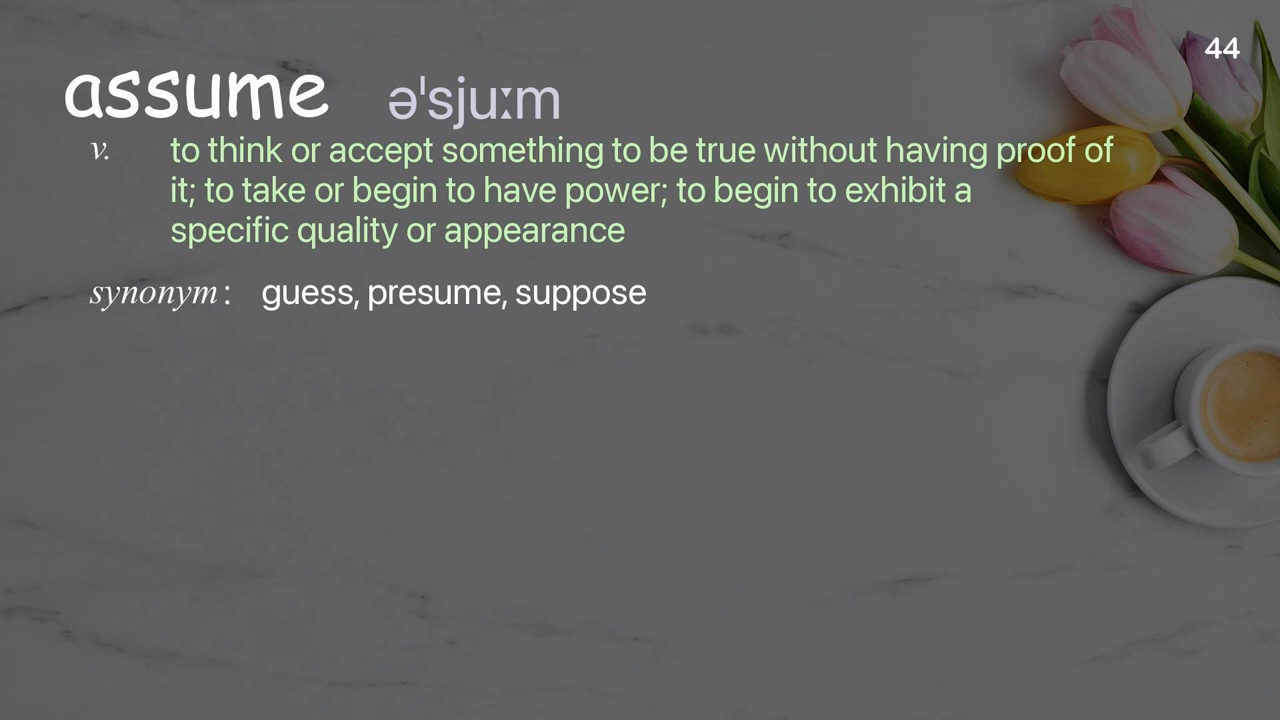 44
assume əˈsjuːm
v. to think or accept something to be true without having proof of
it; to take or begin to have power; to begin to exhibit a
specific quality or appearance
synonym: guess, presume, suppose